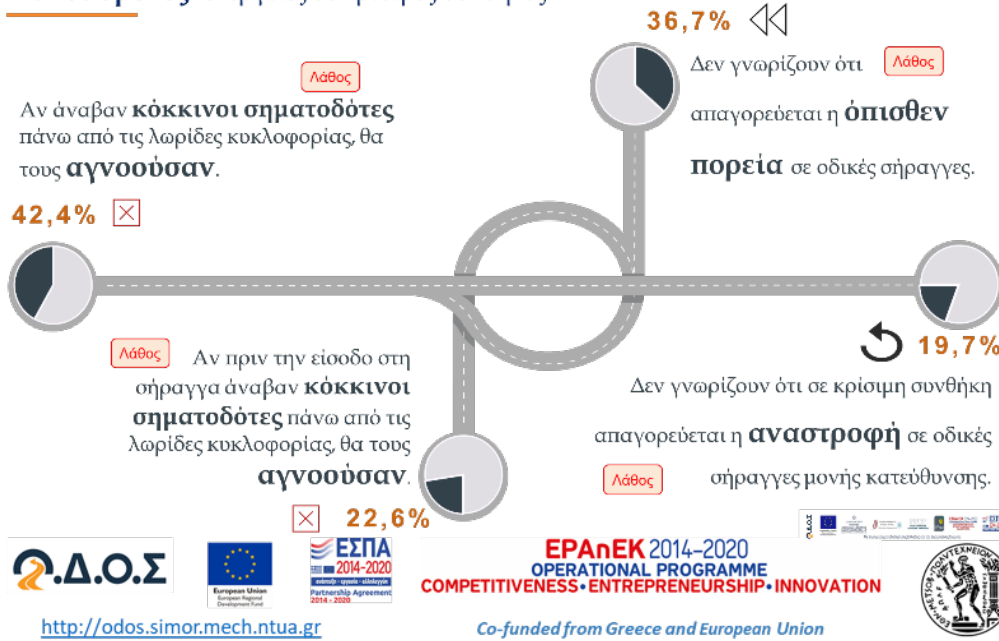 36,7%
Λάθος
Αν άναβαν κόκκινοι σηματοδότες
πάνω από τις λωρίδες κυκλοφορίας, θα
τους αγνοούσαν.
42,4%
Δεν γνωρίζουν ότι
Λάθος
απαγορεύεται η όπισθεν
πορεία σε οδικές σήραγγες.
Λάθος
Αν πριν την είσοδο στη
σήραγγα άναβαν κόκκινοι
σηματοδότες πάνω από τις
λωρίδες κυκλοφορίας, θα τους
αγνοούσαν.
22,6%
19,7%
Δεν γνωρίζουν ότι σε κρίσιμη συνθήκη
απαγορεύεται η αναστροφή σε οδικές
Λάθος
σήραγγες μονής κατεύθυνσης.
Ο.Δ.Ο.Σ
European Union
European Regional
Development Fund
ΕΣΠΑ
2014-2020
ανάπτυξη - εργασία - αλληλεγγύη
Partnership Agreement
2014 - 2020
EPAnEK 2014–2020
OPERATIONAL PROGRAMME
COMPETITIVENESS•ENTREPRENEURSHIP•INNOVATION
http://odos.simor.mech.ntua.gr
Co-funded from Greece and European Union